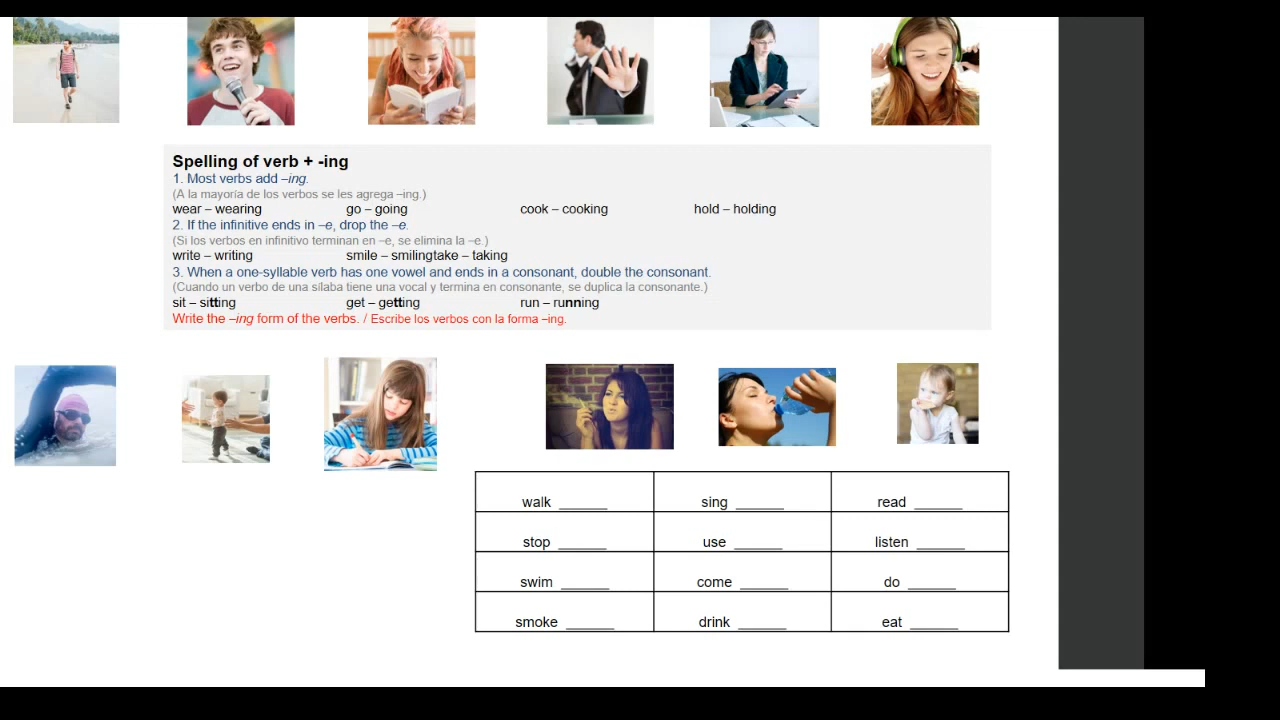 Spelling of verb + -ing
1. Most verbs add –ing.
(A la mayoría de los verbos se les agrega –ing.)
wear – wearing go – going cook – cooking hold – holding
2. If the infinitive ends in –e, drop the –e.
(Si los verbos en infinitivo terminan en –e, se elimina la –e.)
write – writing smile – smilingtake – taking
3. When a one-syllable verb has one vowel and ends in a consonant, double the consonant.
(Cuando un verbo de una sílaba tiene una vocal y termina en consonante, se duplica la consonante.)
sit – sitting get – getting run – running
Write the –ing form of the verbs. / Escribe los verbos con la forma –ing.
walk ______ sing ______ read ______
stop ______ use ______ listen ______
swim ______ come ______ do ______
smoke ______ drink ______ eat ______